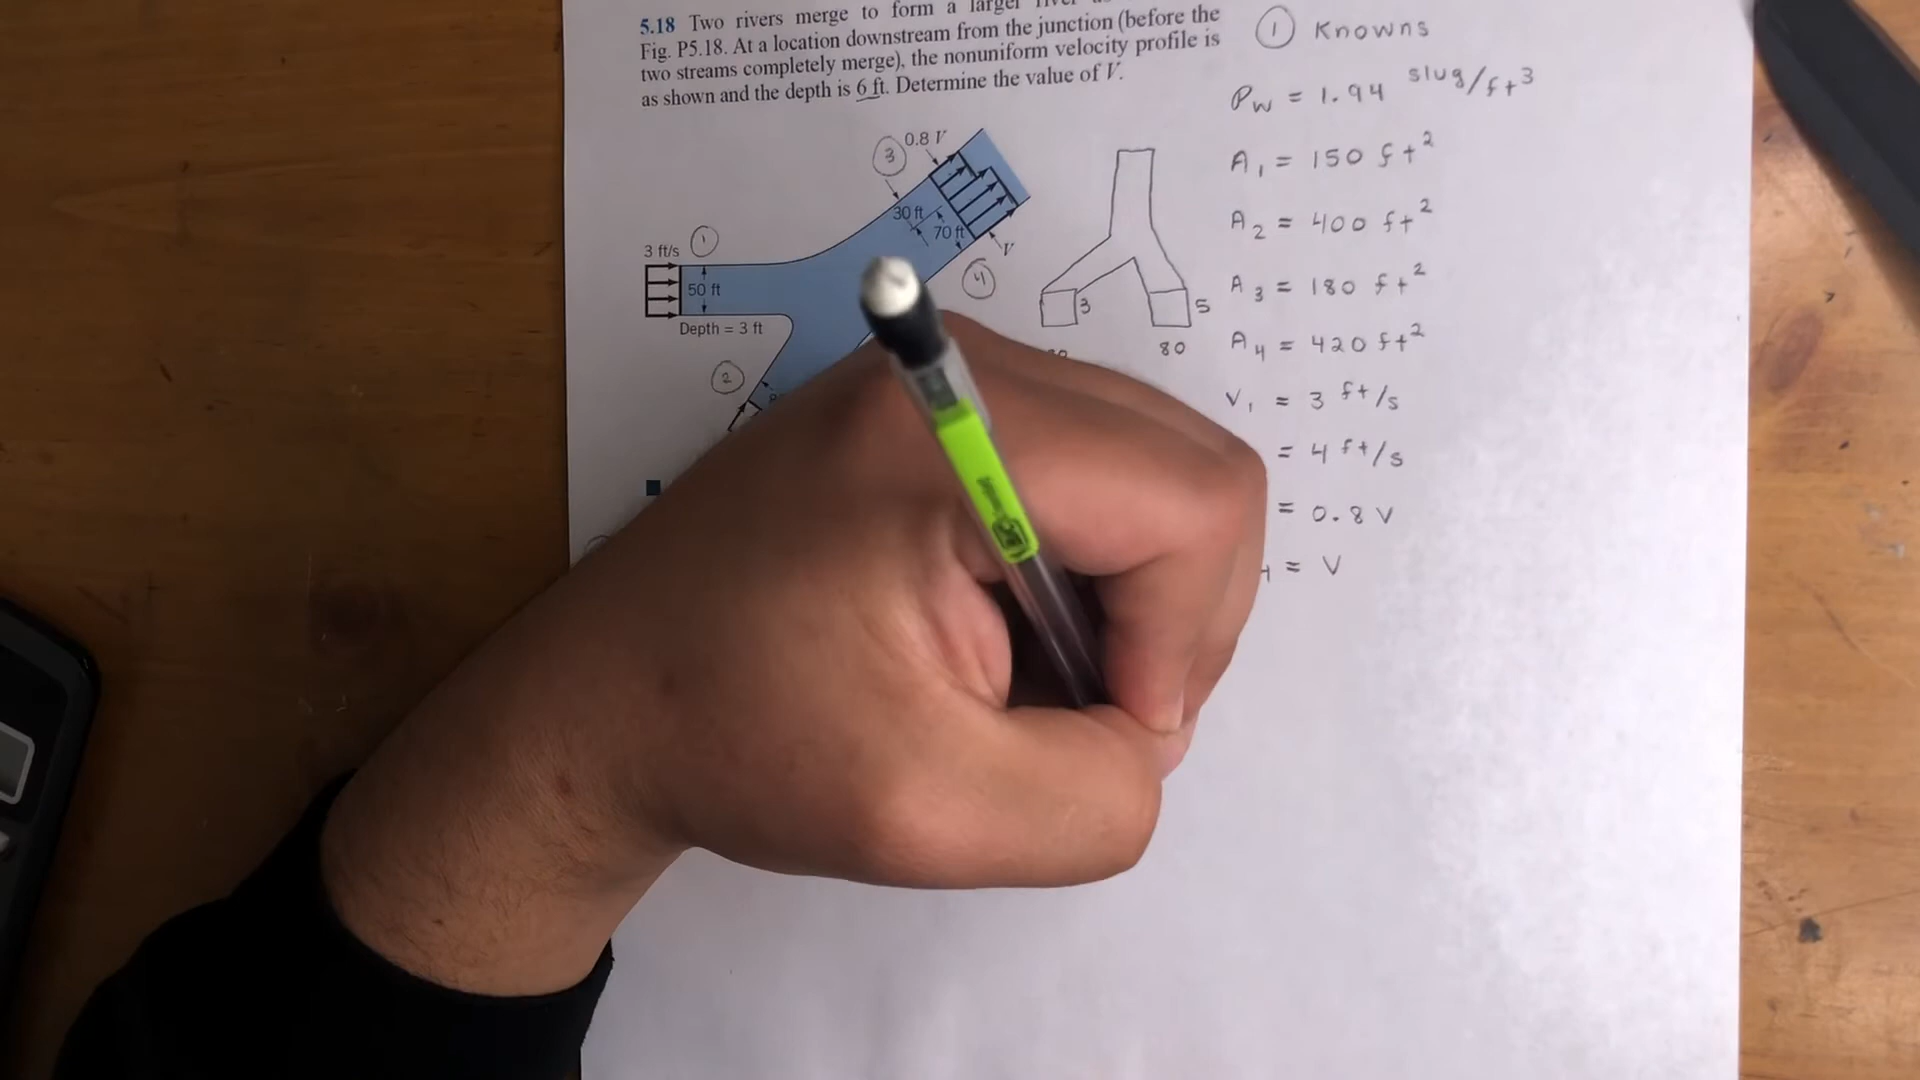 5.18 Two rivers merge to form a larger river
Fig. P5.18. At a location downstream from the junction (before the
two streams completely merge), the nonuniform velocity profile is
as shown and the depth is 6 ft. Determine the value of V.
3
0.8 V
30 ft
70 ft
V
4
1
3 ft/s
50 ft
Depth = 3 ft
2
3
5
80
1 Knowns
ρw = 1.94 slug/ft3
A1 = 150 ft2
A2 = 400 ft2
A3 = 180 ft2
A4 = 420 ft2
V1 = 3 ft/s
= 4 ft/s
= 0.8 V
= V